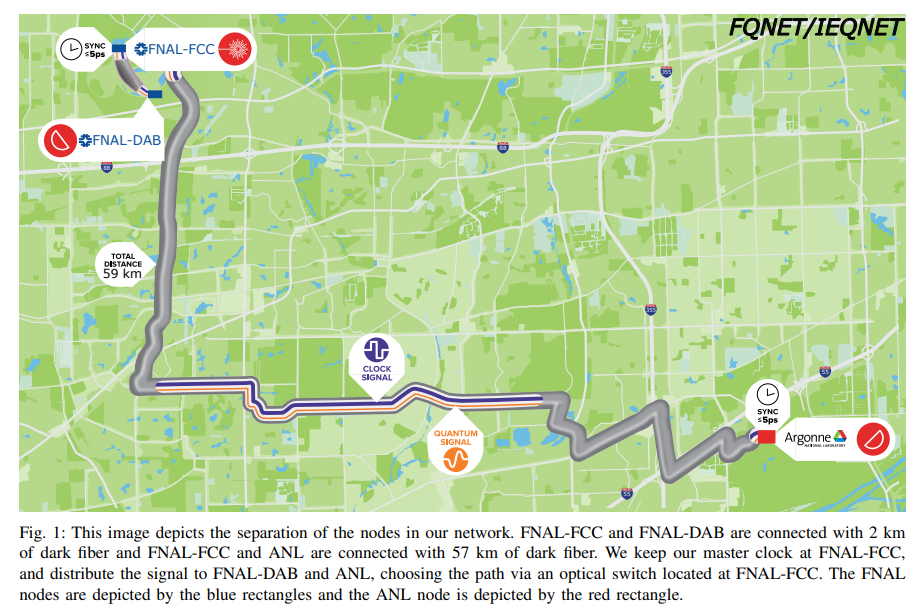 FQNET/IEQNET
SYNC
≤5ps
FNAL-FCC
355
FNAL-DAB
88
88
TOTAL
DISTANCE
59 km
355
CLOCK
SIGNAL
55
SYNC
≤5ps
QUANTUM
SIGNAL
Argonne
NATIONAL LABORATORY
55
Fig. 1: This image depicts the separation of the nodes in our network. FNAL-FCC and FNAL-DAB are connected with 2 km
of dark fiber and FNAL-FCC and ANL are connected with 57 km of dark fiber. We keep our master clock at FNAL-FCC,
and distribute the signal to FNAL-DAB and ANL, choosing the path via an optical switch located at FNAL-FCC. The FNAL
nodes are depicted by the blue rectangles and the ANL node is depicted by the red rectangle.